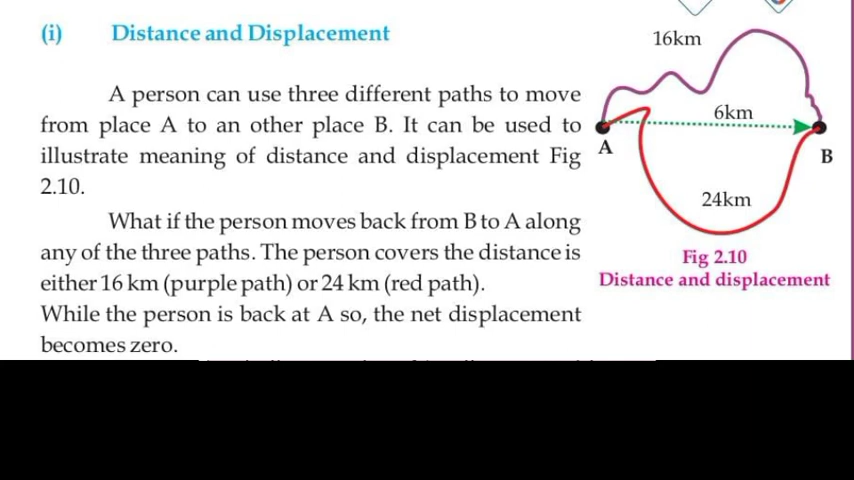 (i) Distance and Displacement
A person can use three different paths to move
from place A to an other place B. It can be used to
illustrate meaning of distance and displacement Fig
2.10.
What if the person moves back from B to A along
any of the three paths. The person covers the distance is
either 16 km (purple path) or 24 km (red path).
While the person is back at A so, the net displacement
becomes zero.
16km
6km
A
B
24km
Fig 2.10
Distance and displacement